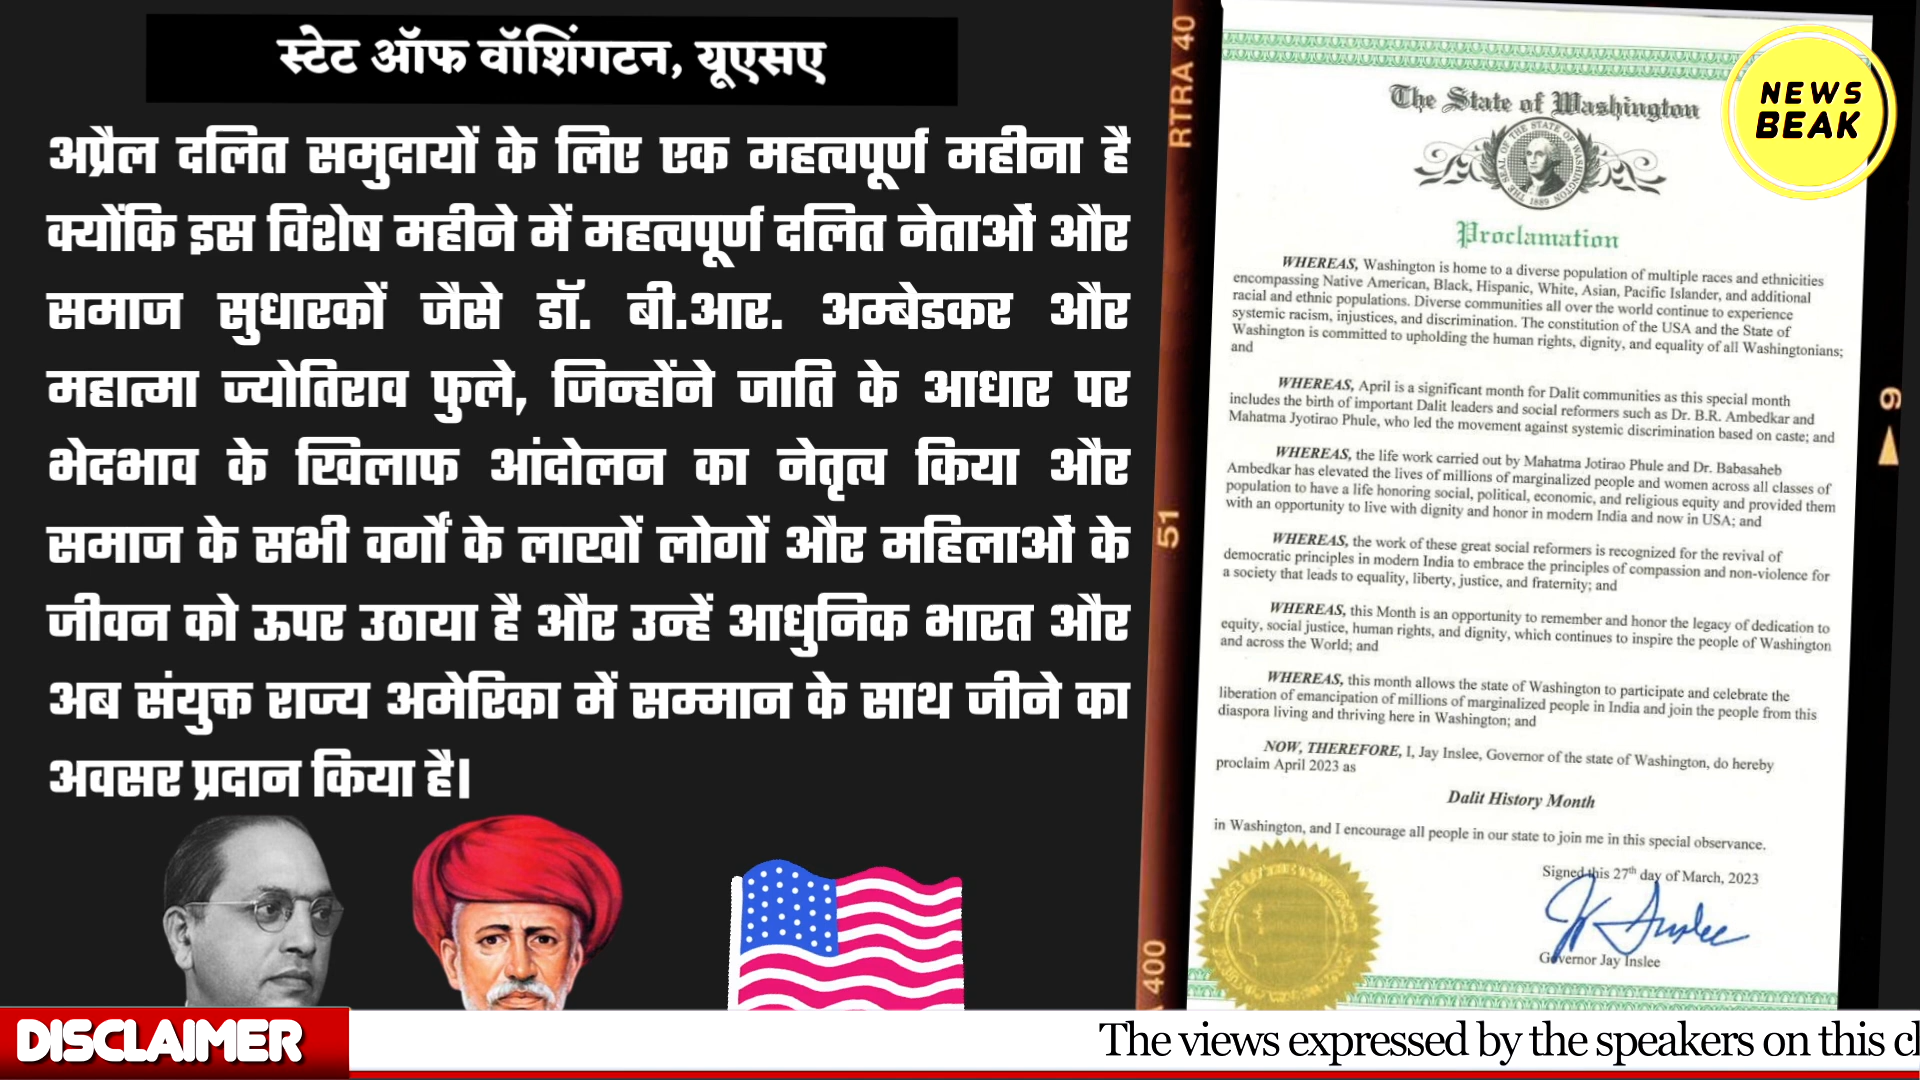 स्टेट ऑफ वॉशिंगटन, यूएसए
अप्रैल दलित समुदायों के लिए एक महत्वपूर्ण महीना है
क्योंकि इस विशेष महीने में महत्वपूर्ण दलित नेताओं और
समाज सुधारकों जैसे डॉ. बी.आर. अम्बेडकर और
महात्मा ज्योतिराव फुले, जिन्होंने जाति के आधार पर
भेदभाव के खिलाफ आंदोलन का नेतृत्व किया और
समाज के सभी वर्गों के लाखों लोगों और महिलाओं के
जीवन को ऊपर उठाया है और उन्हें आधुनिक भारत और
अब संयुक्त राज्य अमेरिका में सम्मान के साथ जीने का
अवसर प्रदान किया है।
RTRA 40
51
400
9
The State of Washington
THE SEAL OF THE STATE OF WASHINGTON
1889
Proclamation
WHEREAS, Washington is home to a diverse population of multiple races and ethnicities
encompassing Native American, Black, Hispanic, White, Asian, Pacific Islander, and additional
racial and ethnic populations. Diverse communities all over the world continue to experience
systemic racism, injustices, and discrimination. The constitution of the USA and the State of
Washington is committed to upholding the human rights, dignity, and equality of all Washingtonians;
and
WHEREAS, April is a significant month for Dalit communities as this special month
includes the birth of important Dalit leaders and social reformers such as Dr. B.R. Ambedkar and
Mahatma Jyotirao Phule, who led the movement against systemic discrimination based on caste; and
WHEREAS, the life work carried out by Mahatma Jotirao Phule and Dr. Babasaheb
Ambedkar has elevated the lives of millions of marginalized people and women across all classes of
population to have a life honoring social, political, economic, and religious equity and provided them
with an opportunity to live with dignity and honor in modern India and now in USA; and
WHEREAS, the work of these great social reformers is recognized for the revival of
democratic principles in modern India to embrace the principles of compassion and non-violence for
a society that leads to equality, liberty, justice, and fraternity; and
WHEREAS, this Month is an opportunity to remember and honor the legacy of dedication to
equity, social justice, human rights, and dignity, which continues to inspire the people of Washington
and across the World; and
WHEREAS, this month allows the state of Washington to participate and celebrate the
liberation of emancipation of millions of marginalized people in India and join the people from this
diaspora living and thriving here in Washington; and
NOW, THEREFORE, I, Jay Inslee, Governor of the state of Washington, do hereby
proclaim April 2023 as
Dalit History Month
in Washington, and I encourage all people in our state to join me in this special observance.
Signed this 27th day of March, 2023
Governor Jay Inslee
NEWS
BEAK
DISCLAIMER
The views expressed by the speakers on this cl